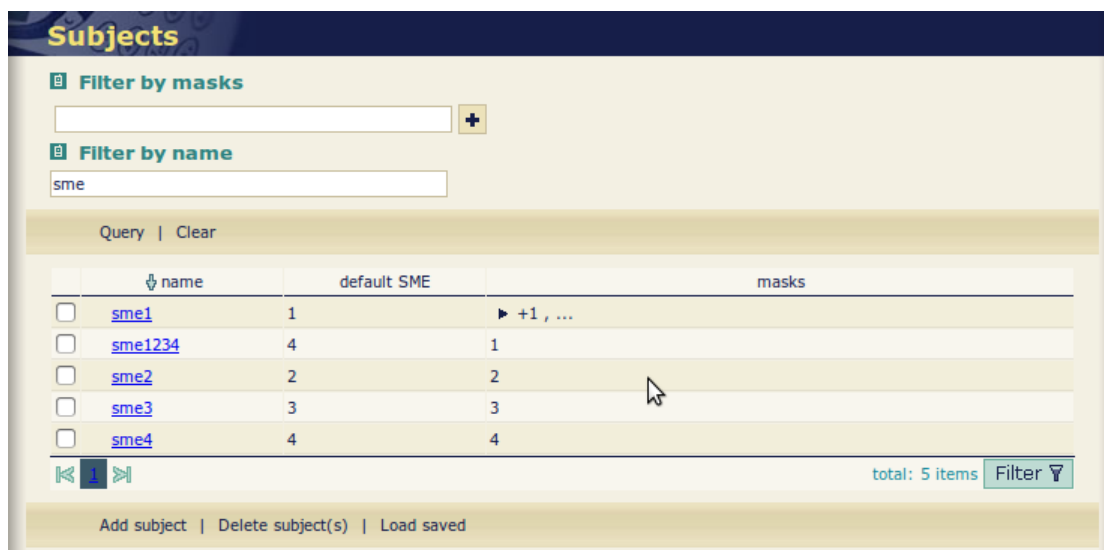 Subjects
Filter by masks
Filter by name
sme
Query | Clear
name default SME masks
sme1 1 +1 , ...
sme1234 4 1
sme2 2 2
sme3 3 3
sme4 4 4
1 total: 5 items Filter
Add subject | Delete subject(s) | Load saved